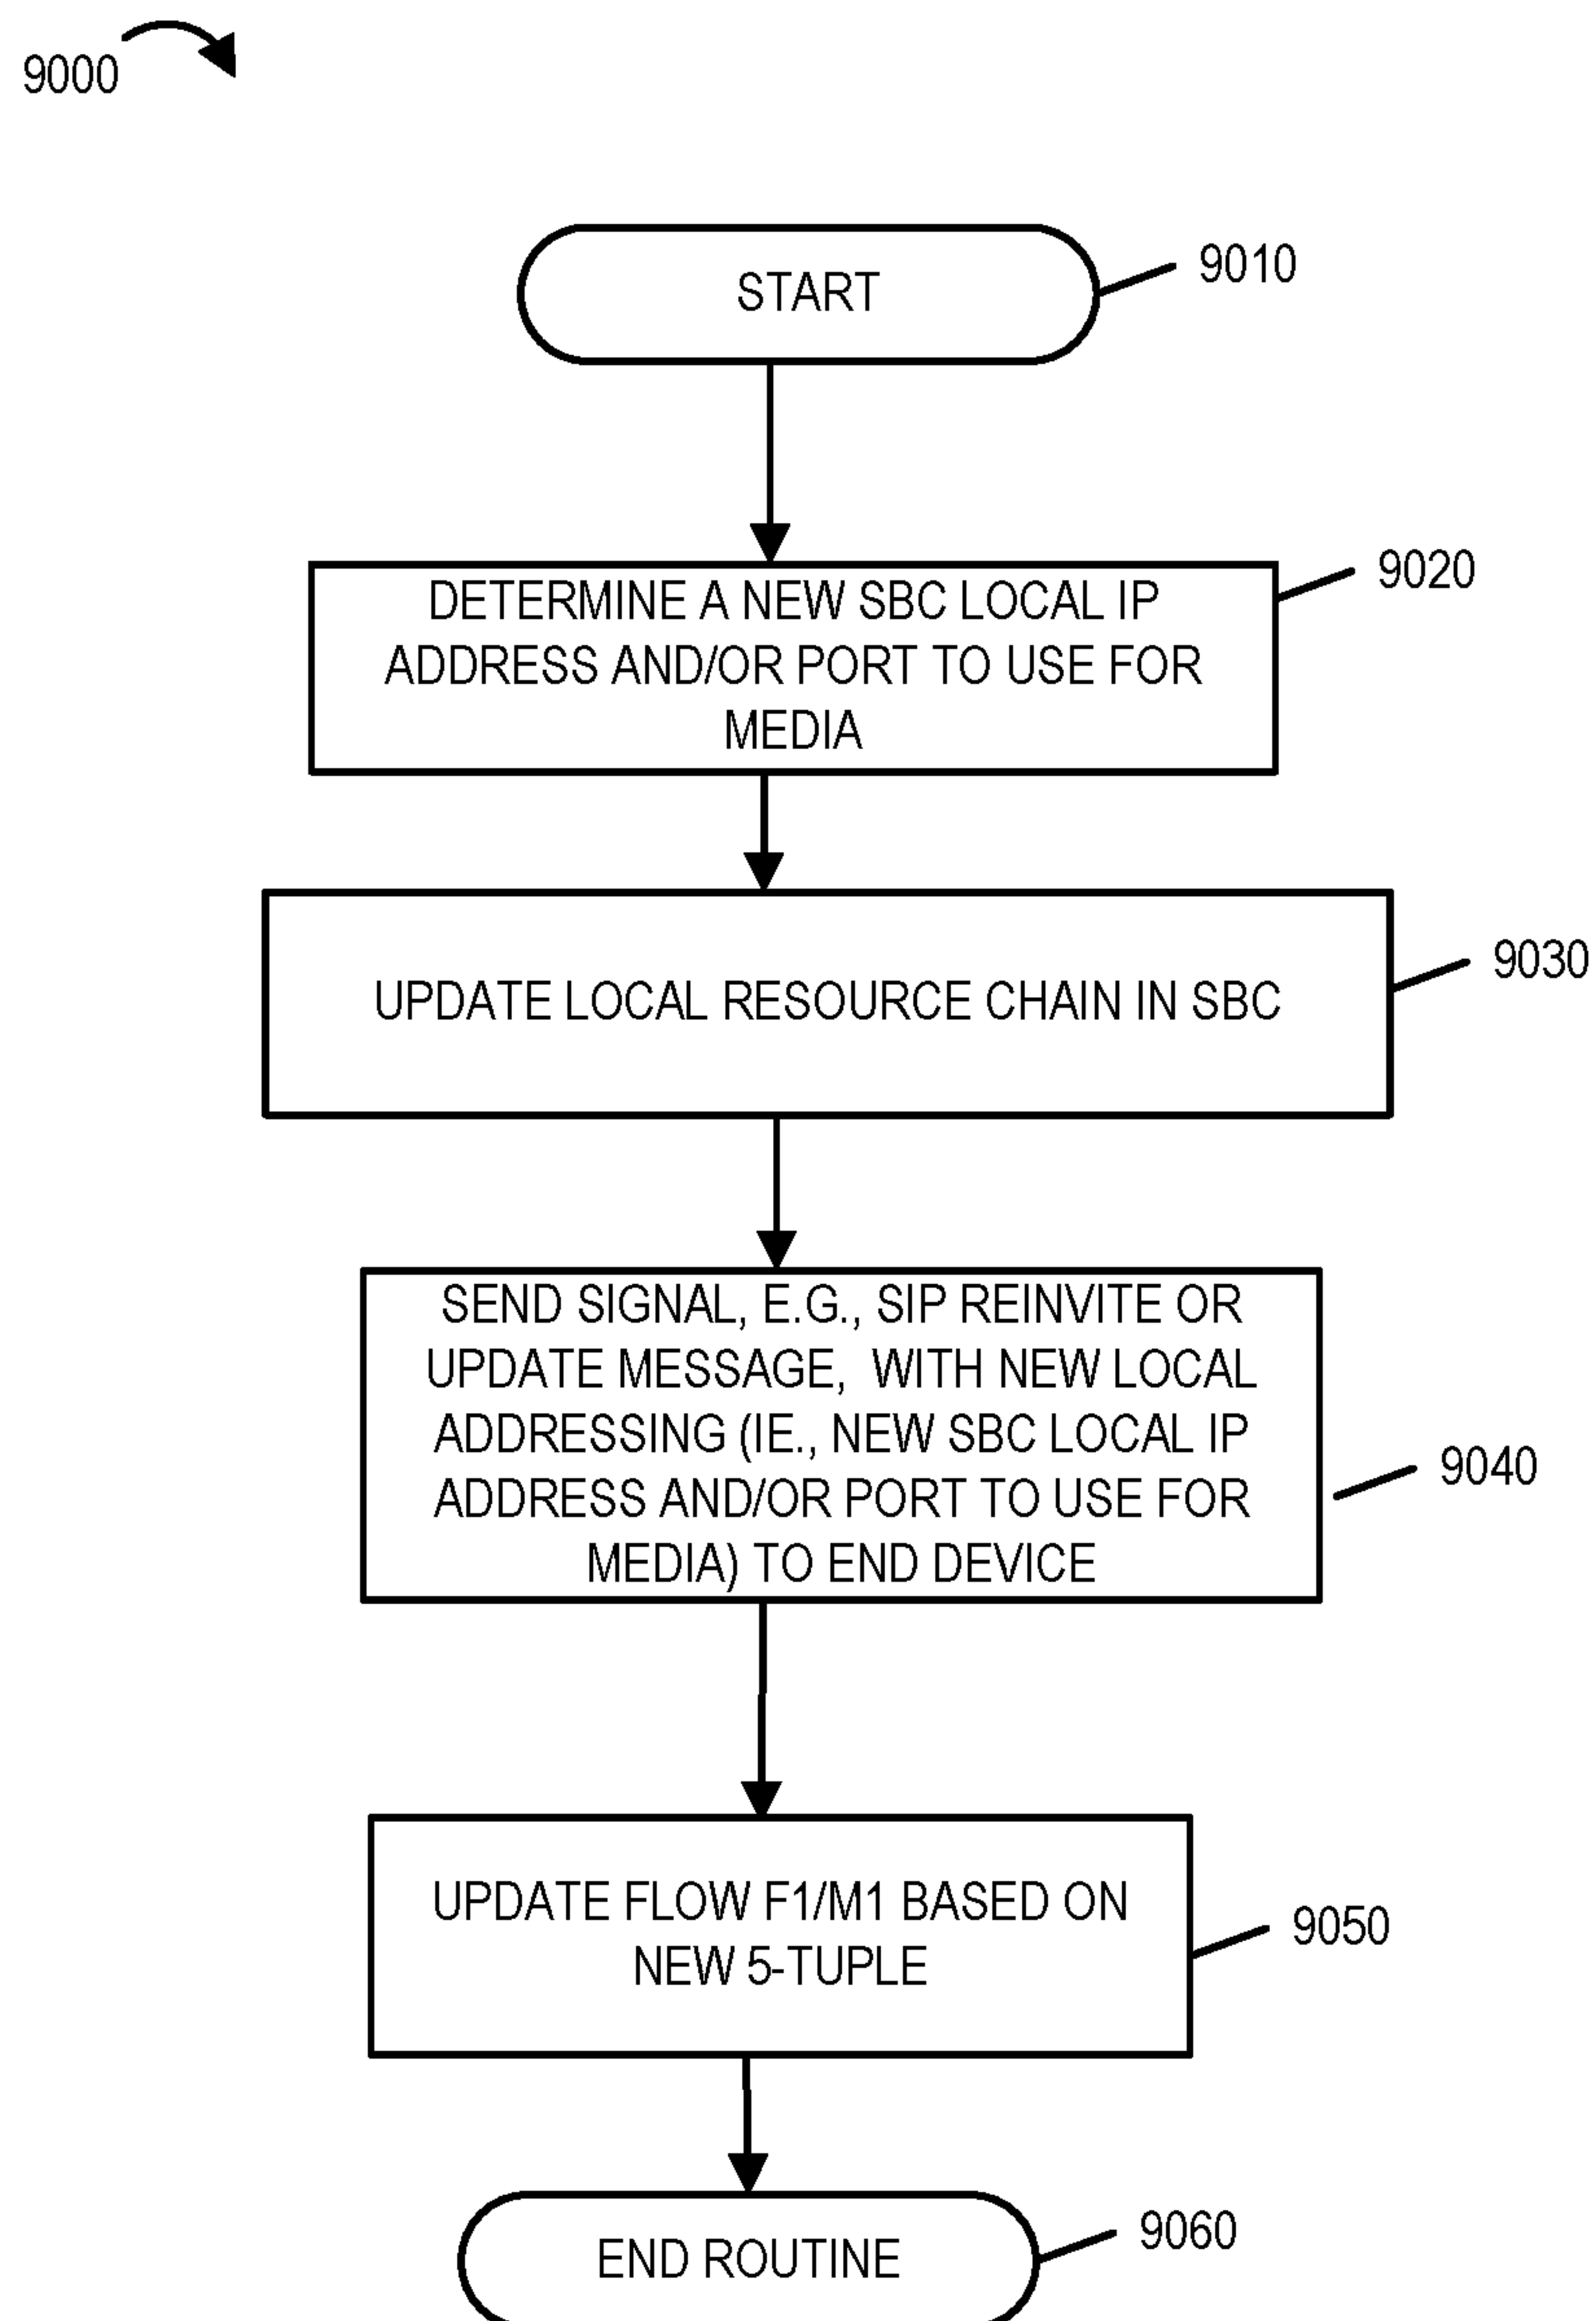 9000
START
9010
DETERMINE A NEW SBC LOCAL IP
ADDRESS AND/OR PORT TO USE FOR
MEDIA
9020
UPDATE LOCAL RESOURCE CHAIN IN SBC
9030
SEND SIGNAL, E.G., SIP REINVITE OR
UPDATE MESSAGE, WITH NEW LOCAL
ADDRESSING (IE., NEW SBC LOCAL IP
ADDRESS AND/OR PORT TO USE FOR
MEDIA) TO END DEVICE
9040
UPDATE FLOW F1/M1 BASED ON
NEW 5-TUPLE
9050
END ROUTINE
9060